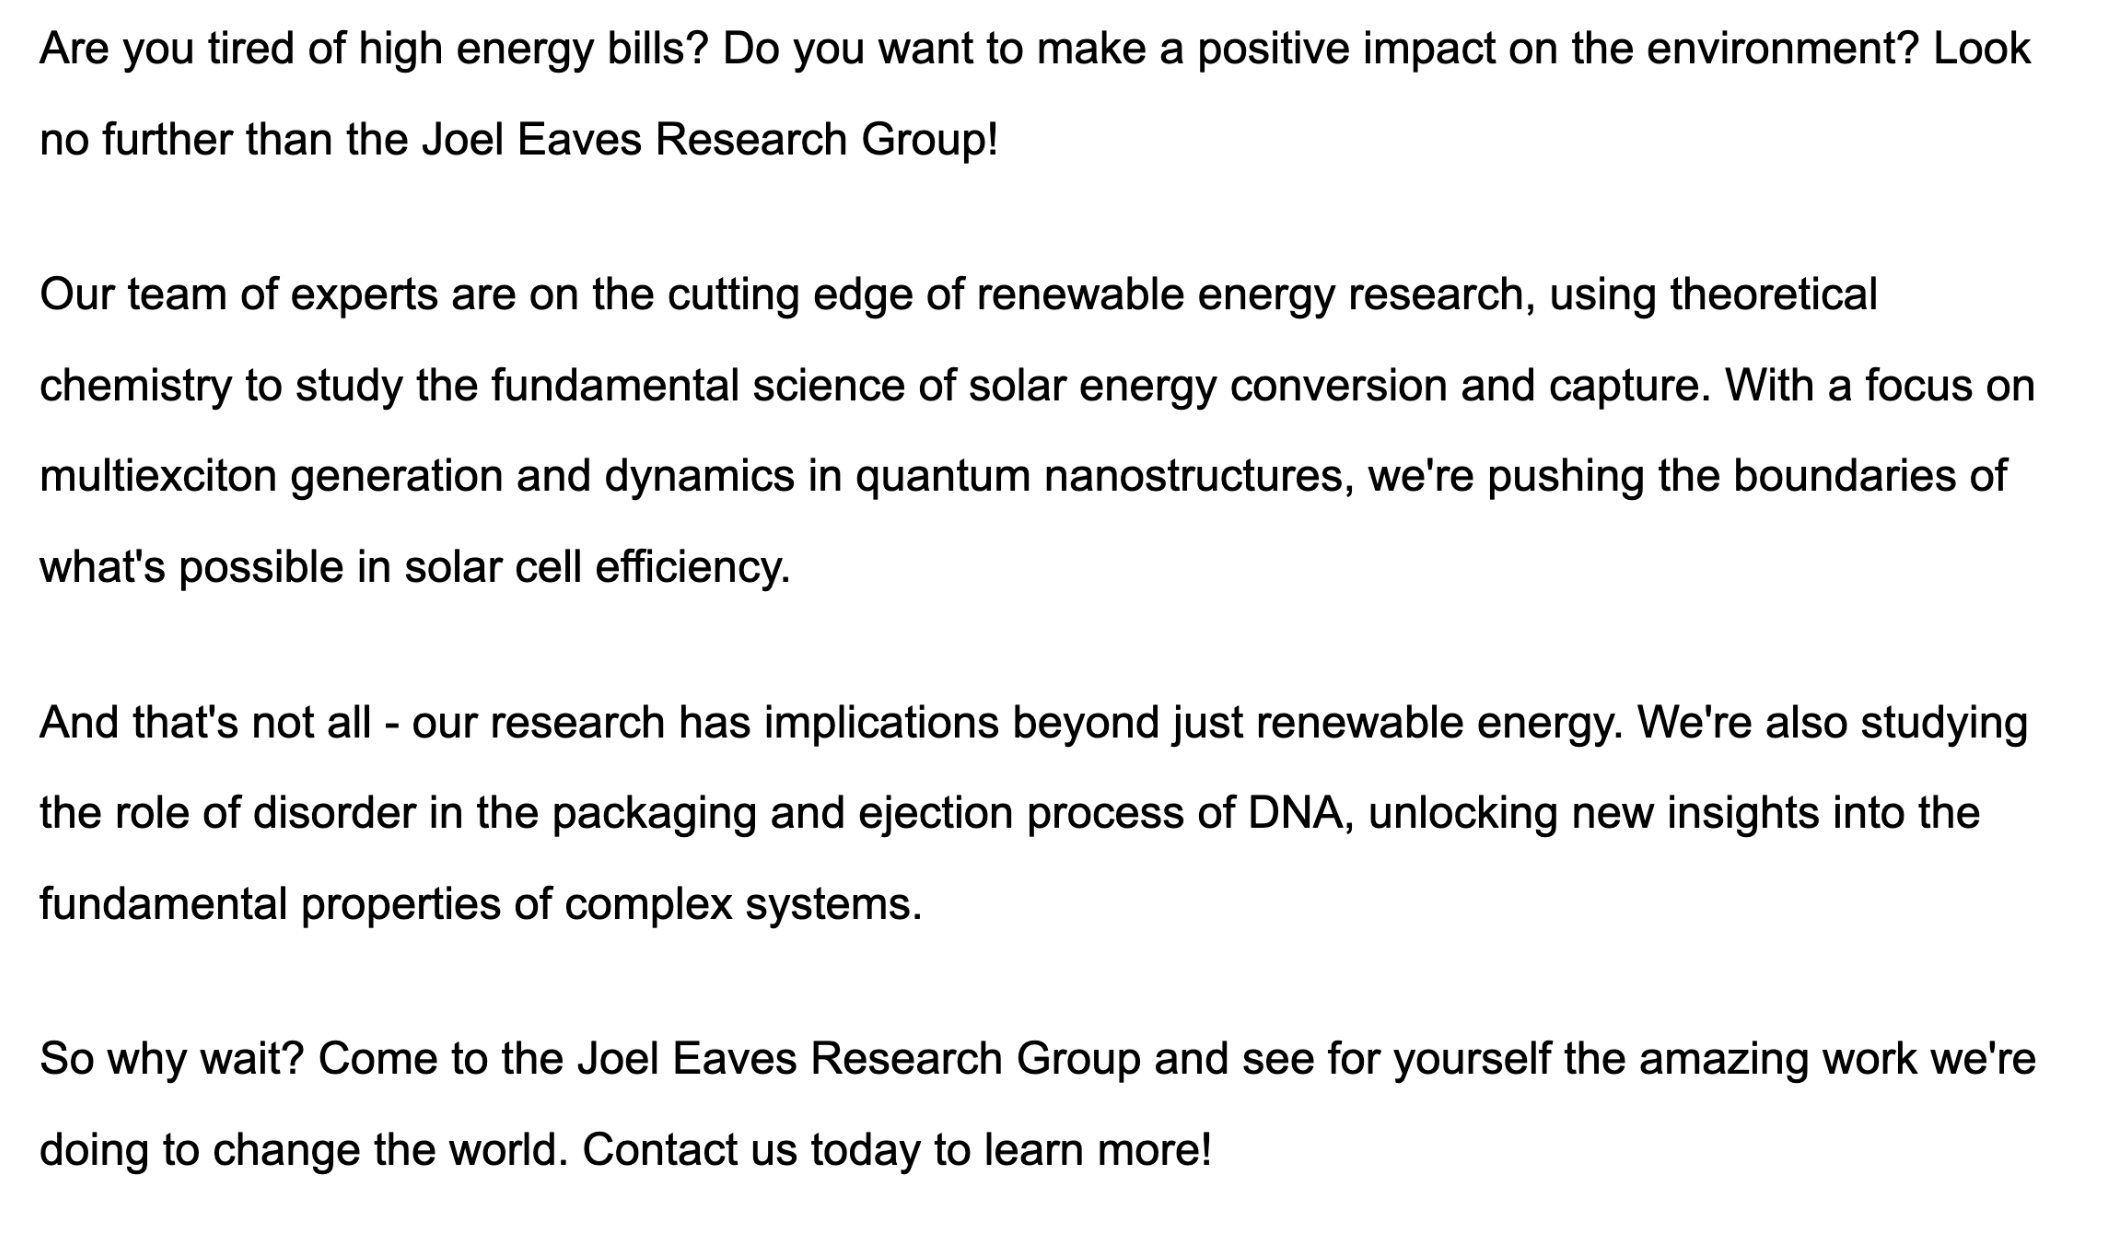 Are you tired of high energy bills? Do you want to make a positive impact on the environment? Look
no further than the Joel Eaves Research Group!
Our team of experts are on the cutting edge of renewable energy research, using theoretical
chemistry to study the fundamental science of solar energy conversion and capture. With a focus on
multiexciton generation and dynamics in quantum nanostructures, we're pushing the boundaries of
what's possible in solar cell efficiency.
And that's not all - our research has implications beyond just renewable energy. We're also studying
the role of disorder in the packaging and ejection process of DNA, unlocking new insights into the
fundamental properties of complex systems.
So why wait? Come to the Joel Eaves Research Group and see for yourself the amazing work we're
doing to change the world. Contact us today to learn more!